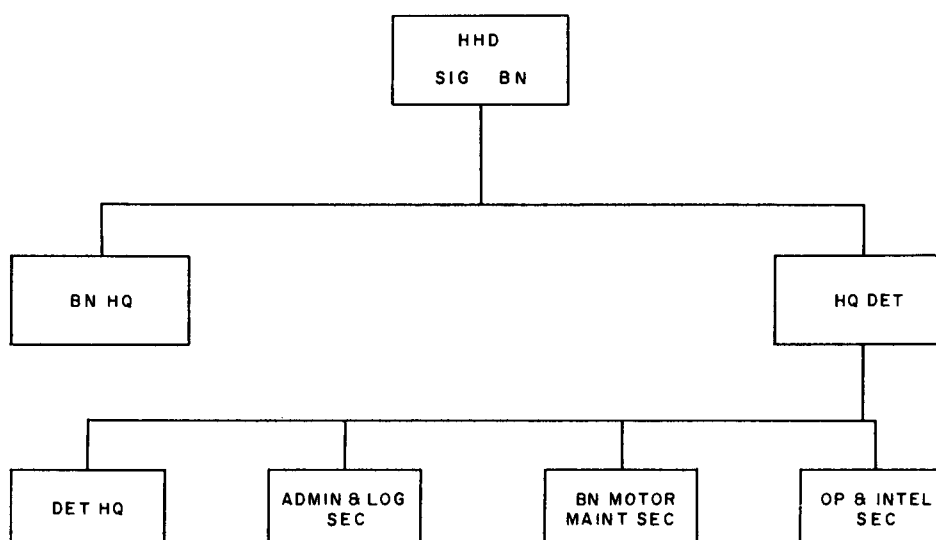 HHD
SIG BN
BN HQ
HQ DET
DET HQ
ADMIN & LOG
SEC
BN MOTOR
MAINT SEC
OP & INTEL
SEC